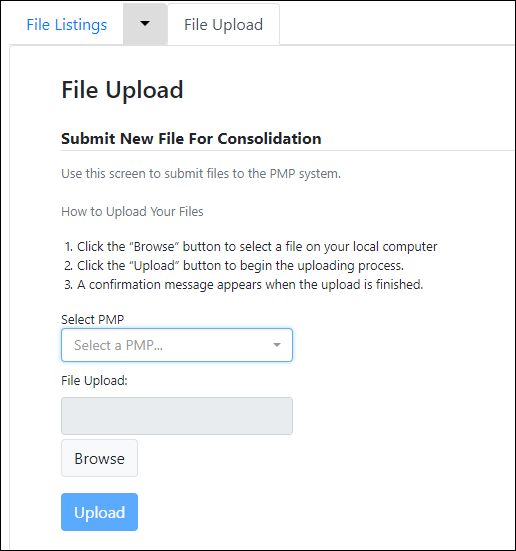 File Listings File Upload
File Upload
Submit New File For Consolidation
Use this screen to submit files to the PMP system.
How to Upload Your Files
1. Click the “Browse” button to select a file on your local computer
2. Click the “Upload” button to begin the uploading process.
3. A confirmation message appears when the upload is finished.
Select PMP
Select a PMP...
File Upload:
Browse
Upload